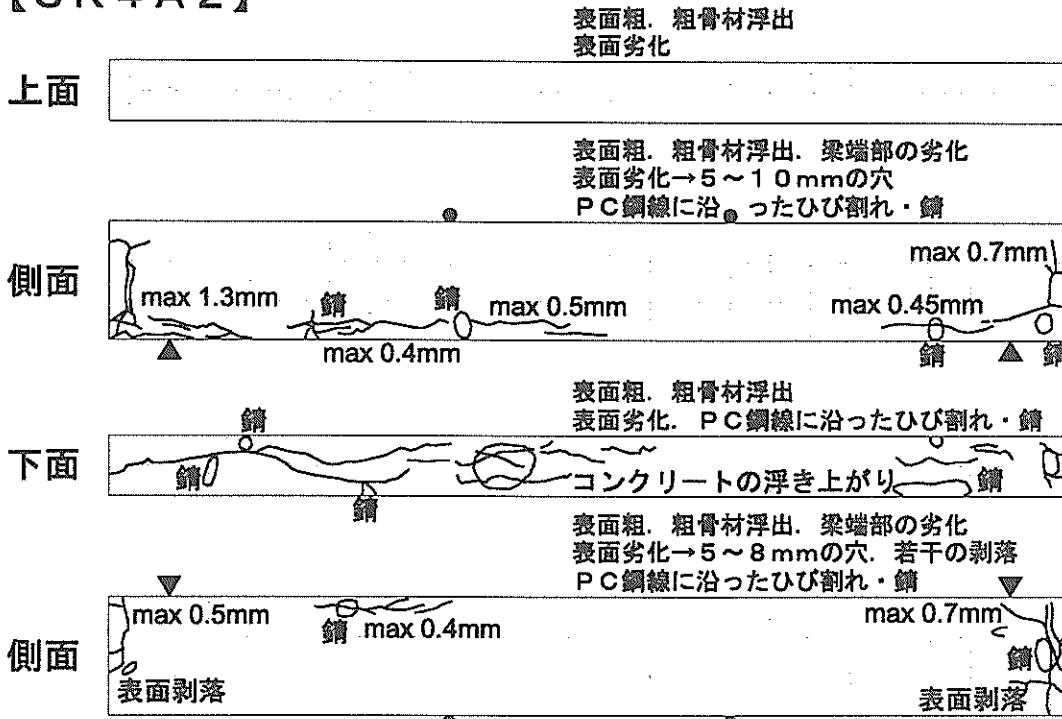 表面粗．粗骨材浮出
表面劣化
上面
表面粗．粗骨材浮出．梁端部の劣化
表面劣化→５～１０mmの穴
ＰＣ鋼線に沿ったひび割れ・錆
側面
max 0.7mm
max 1.3mm
錆
錆
max 0.5mm
max 0.45mm
max 0.4mm
錆
表面粗．粗骨材浮出
表面劣化．ＰＣ鋼線に沿ったひび割れ・錆
錆
下面
錆
コンクリートの浮き上がり
錆
錆
表面粗．粗骨材浮出．梁端部の劣化
表面劣化→５～８mmの穴．若干の剥落
ＰＣ鋼線に沿ったひび割れ・錆
側面
max 0.5mm
max 0.7mm
錆
max 0.4mm
錆
表面剥落
表面剥落